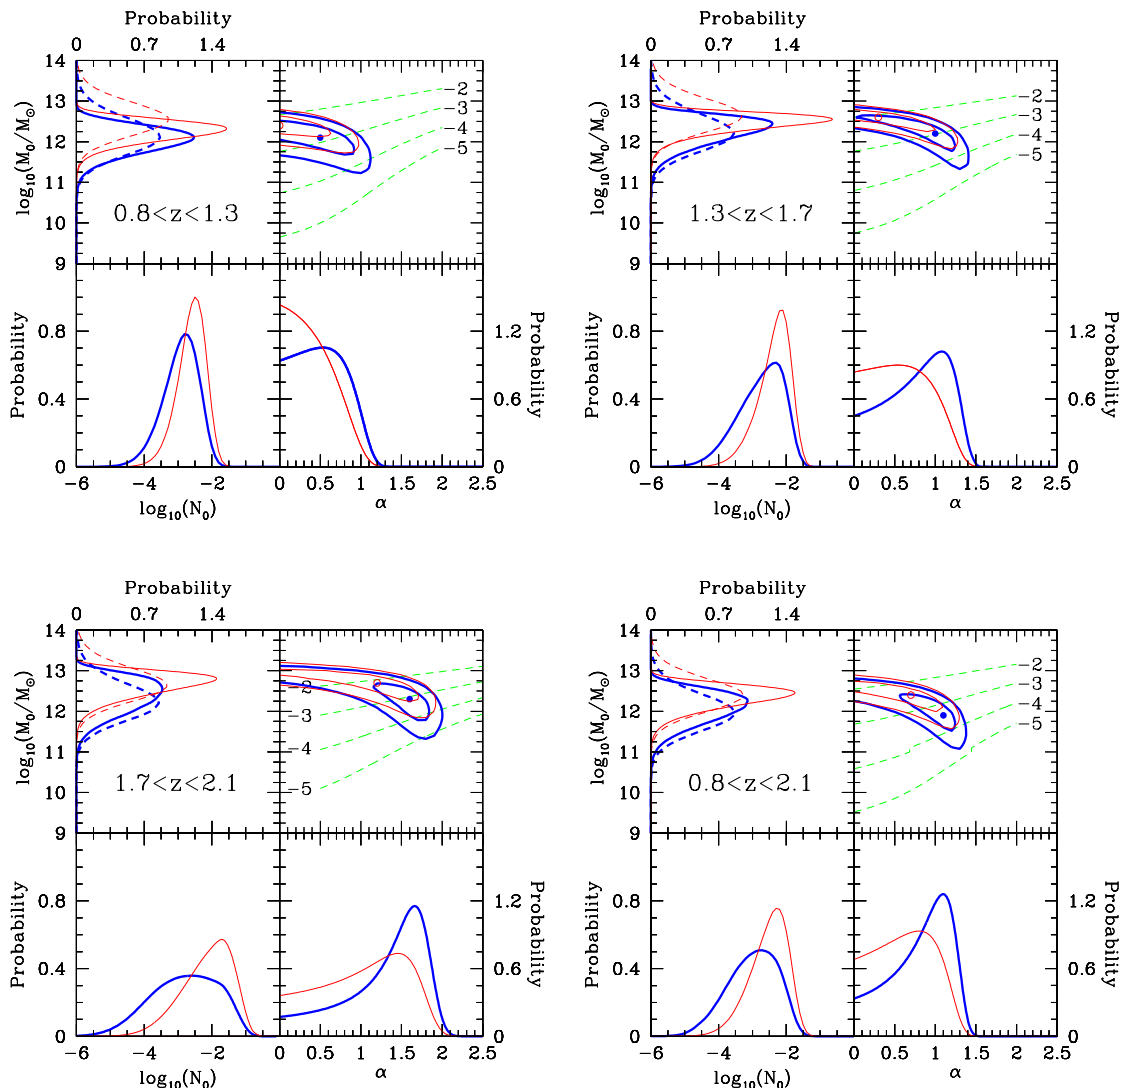 Probability
0 0.7 1.4
14
13
12
11
10
9
log₁₀(M₀/M⊙)
0.8<z<1.3
−2
−3
−4
−5
Probability
0.8
0.4
0
1.2
0.6
0
Probability
−6 −4 −2
0 0.5 1 1.5 2 2.5
log₁₀(N₀)
α
Probability
0 0.7 1.4
14
13
12
11
10
9
log₁₀(M₀/M⊙)
1.3<z<1.7
−2
−3
−4
−5
Probability
0.8
0.4
0
1.2
0.6
0
Probability
−6 −4 −2
0 0.5 1 1.5 2 2.5
log₁₀(N₀)
α
Probability
0 0.7 1.4
14
13
12
11
10
9
log₁₀(M₀/M⊙)
1.7<z<2.1
−2
−3
−4
−5
Probability
0.8
0.4
0
1.2
0.6
0
Probability
−6 −4 −2
0 0.5 1 1.5 2 2.5
log₁₀(N₀)
α
Probability
0 0.7 1.4
14
13
12
11
10
9
log₁₀(M₀/M⊙)
0.8<z<2.1
−2
−3
−4
−5
Probability
0.8
0.4
0
1.2
0.6
0
Probability
−6 −4 −2
0 0.5 1 1.5 2 2.5
log₁₀(N₀)
α